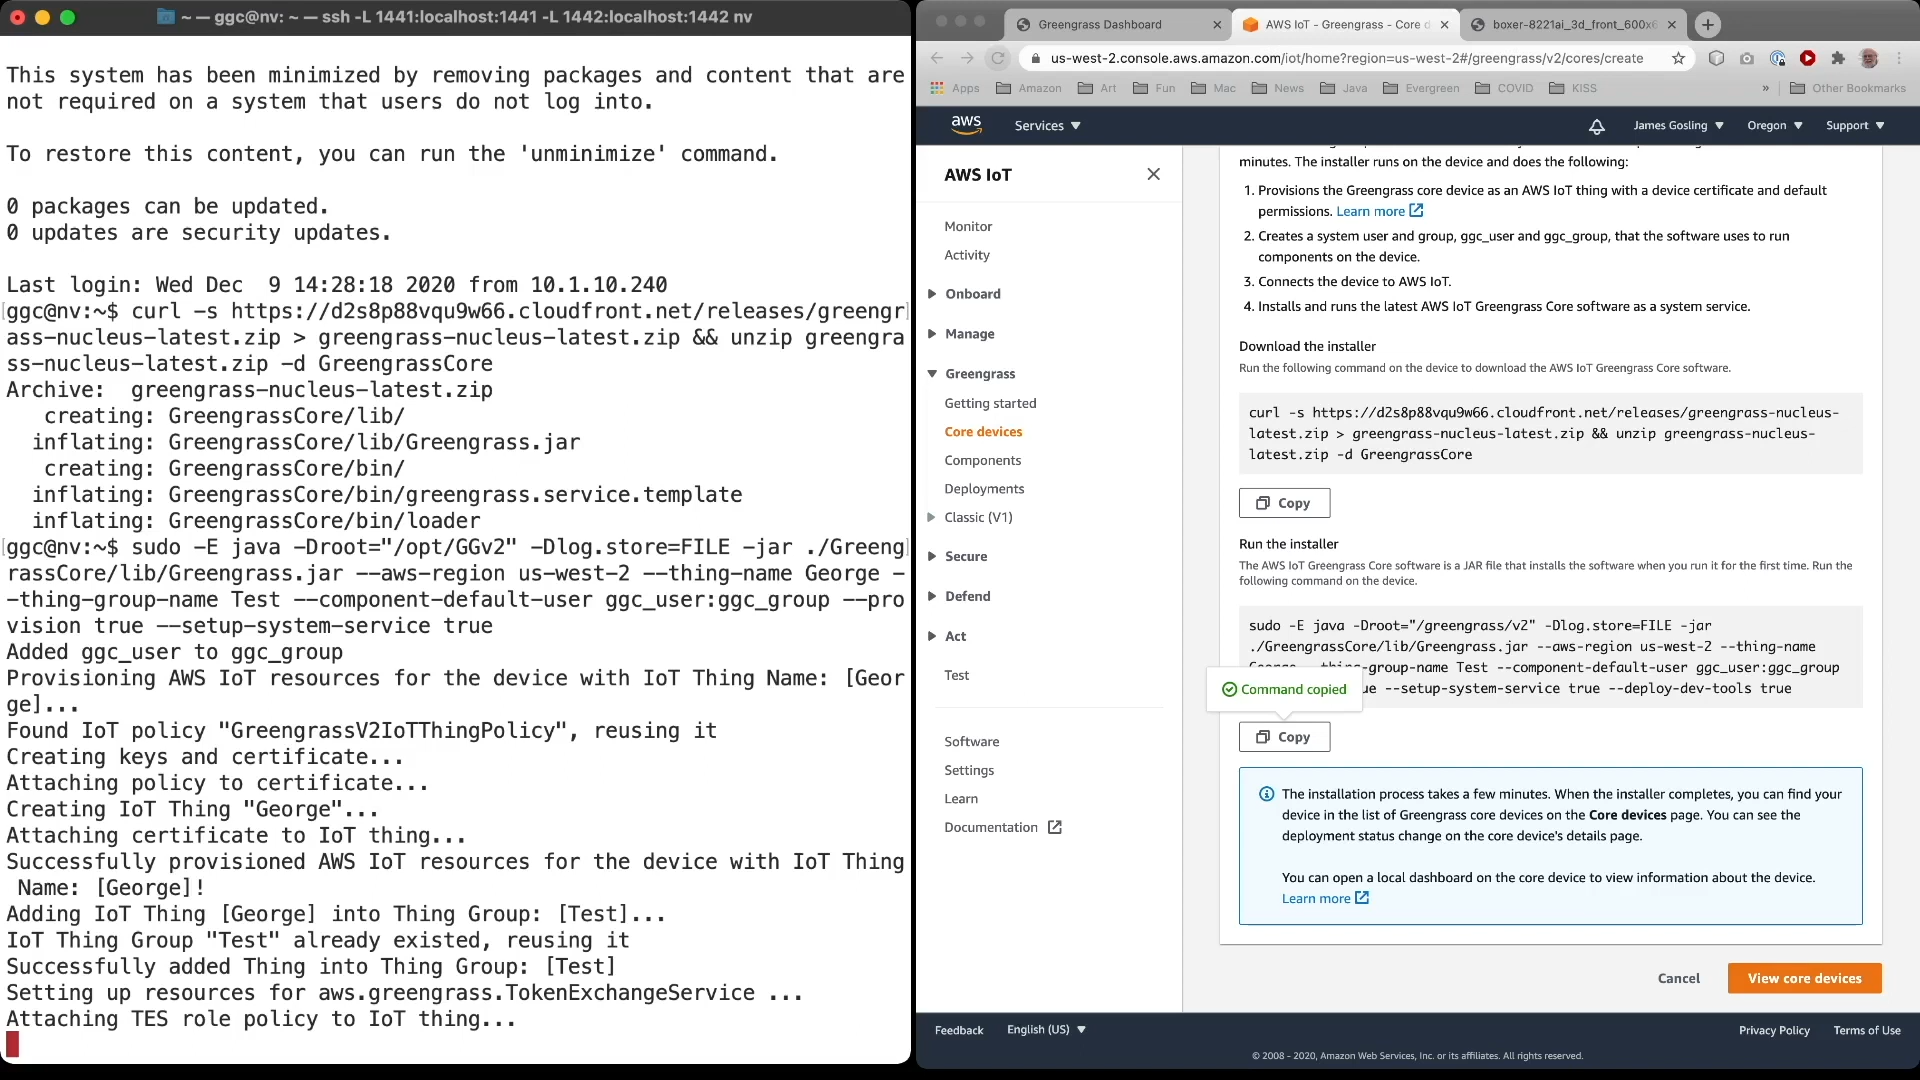 ~ — ggc@nv: ~ — ssh -L 1441:localhost:1441 -L 1442:localhost:1442 nv
This system has been minimized by removing packages and content that are
not required on a system that users do not log into.
To restore this content, you can run the 'unminimize' command.
0 packages can be updated.
0 updates are security updates.
Last login: Wed Dec  9 14:28:18 2020 from 10.1.10.240
[ggc@nv:~$ curl -s https://d2s8p88vqu9w66.cloudfront.net/releases/greengr]
ass-nucleus-latest.zip > greengrass-nucleus-latest.zip && unzip greengra
ss-nucleus-latest.zip -d GreengrassCore
Archive:  greengrass-nucleus-latest.zip
creating: GreengrassCore/lib/
inflating: GreengrassCore/lib/Greengrass.jar
creating: GreengrassCore/bin/
inflating: GreengrassCore/bin/greengrass.service.template
inflating: GreengrassCore/bin/loader
[ggc@nv:~$ sudo -E java -Droot="/opt/GGv2" -Dlog.store=FILE -jar ./Greeng]
rassCore/lib/Greengrass.jar --aws-region us-west-2 --thing-name George -
-thing-group-name Test --component-default-user ggc_user:ggc_group --pro
vision true --setup-system-service true
Added ggc_user to ggc_group
Provisioning AWS IoT resources for the device with IoT Thing Name: [Geor
ge]...
Found IoT policy "GreengrassV2IoTThingPolicy", reusing it
Creating keys and certificate...
Attaching policy to certificate...
Creating IoT Thing "George"...
Attaching certificate to IoT thing...
Successfully provisioned AWS IoT resources for the device with IoT Thing
Name: [George]!
Adding IoT Thing [George] into Thing Group: [Test]...
IoT Thing Group "Test" already existed, reusing it
Successfully added Thing into Thing Group: [Test]
Setting up resources for aws.greengrass.TokenExchangeService ...
Attaching TES role policy to IoT thing...
Greengrass Dashboard
AWS IoT - Greengrass - Core d
boxer-8221ai_3d_front_600x6
us-west-2.console.aws.amazon.com/iot/home?region=us-west-2#/greengrass/v2/cores/create
Apps Amazon Art Fun Mac News Java Evergreen COVID KISS » Other Bookmarks
aws Services James Gosling Oregon Support
AWS IoT
Monitor
Activity
Onboard
Manage
Greengrass
Getting started
Core devices
Components
Deployments
Classic (V1)
Secure
Defend
Act
Test
Software
Settings
Learn
Documentation
minutes. The installer runs on the device and does the following:
1. Provisions the Greengrass core device as an AWS IoT thing with a device certificate and default
permissions. Learn more
2. Creates a system user and group, ggc_user and ggc_group, that the software uses to run
components on the device.
3. Connects the device to AWS IoT.
4. Installs and runs the latest AWS IoT Greengrass Core software as a system service.
Download the installer
Run the following command on the device to download the AWS IoT Greengrass Core software.
curl -s https://d2s8p88vqu9w66.cloudfront.net/releases/greengrass-nucleus-
latest.zip > greengrass-nucleus-latest.zip && unzip greengrass-nucleus-
latest.zip -d GreengrassCore
Copy
Run the installer
The AWS IoT Greengrass Core software is a JAR file that installs the software when you run it for the first time. Run the
following command on the device.
sudo -E java -Droot="/greengrass/v2" -Dlog.store=FILE -jar
./GreengrassCore/lib/Greengrass.jar --aws-region us-west-2 --thing-name
-group-name Test --component-default-user ggc_user:ggc_group
--setup-system-service true --deploy-dev-tools true
Command copied
Copy
The installation process takes a few minutes. When the installer completes, you can find your
device in the list of Greengrass core devices on the Core devices page. You can see the
deployment status change on the core device's details page.
You can open a local dashboard on the core device to view information about the device.
Learn more
Cancel View core devices
Feedback English (US) Privacy Policy Terms of Use
© 2008 - 2020, Amazon Web Services, Inc. or its affiliates. All rights reserved.